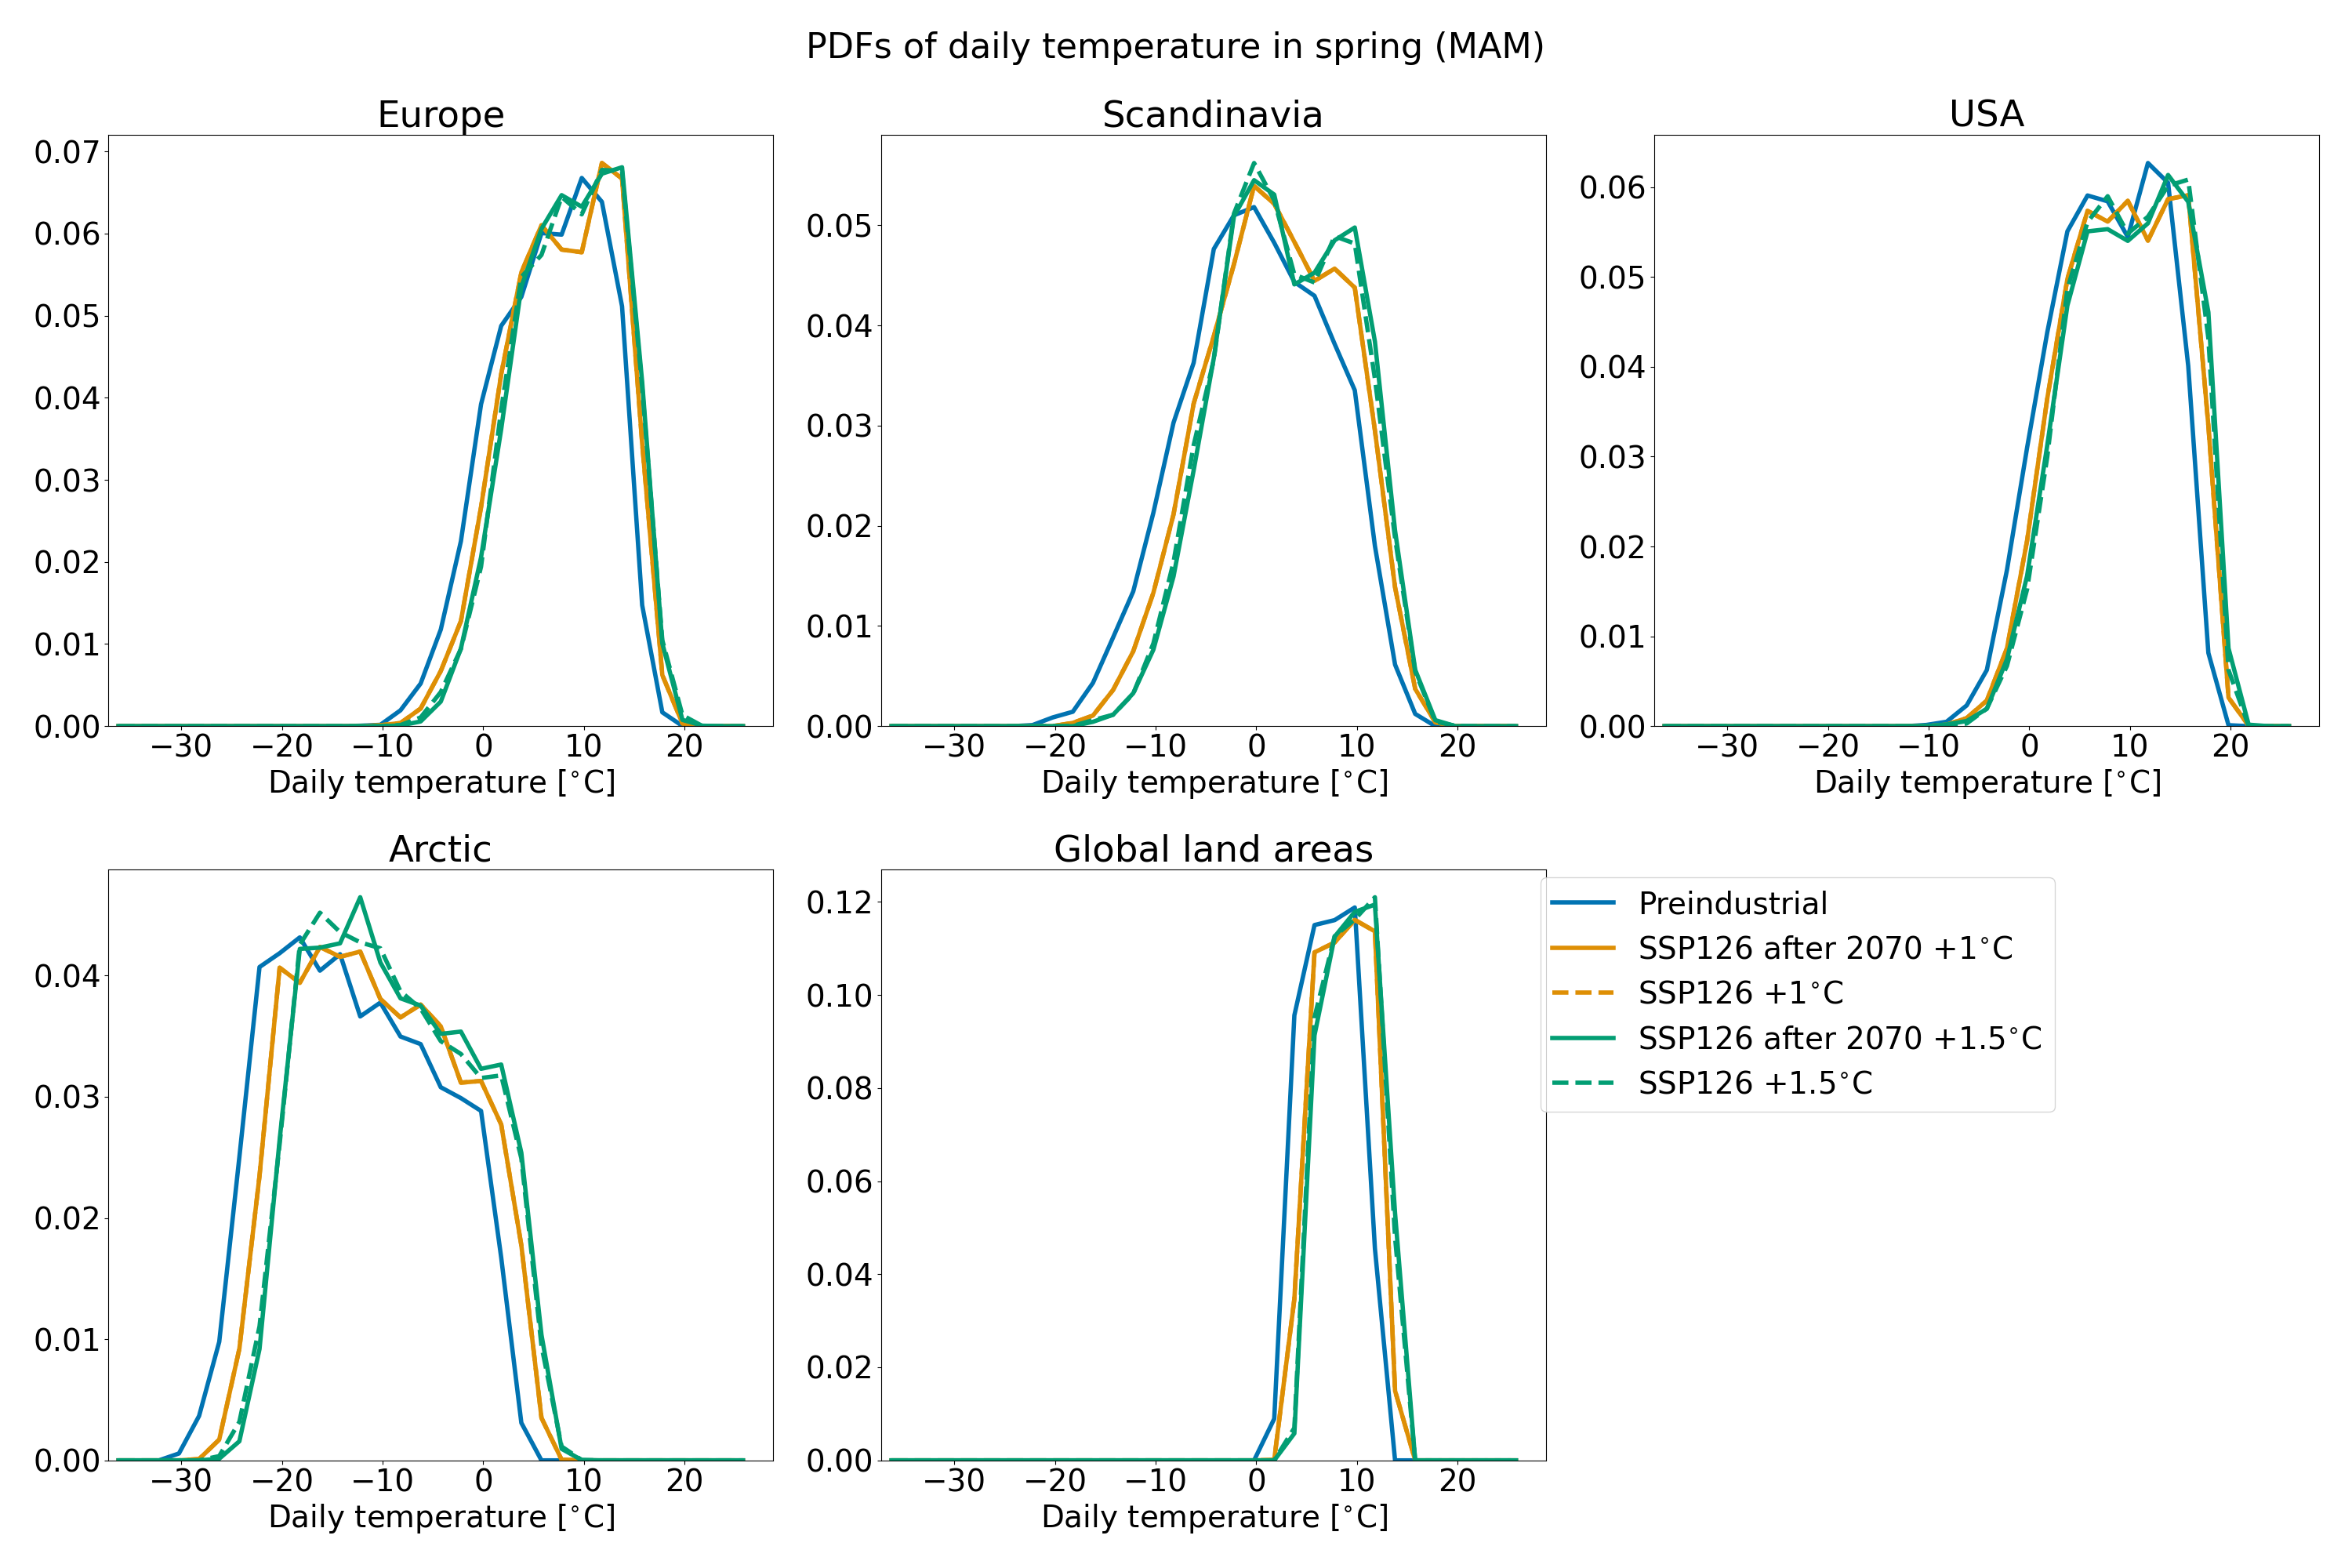 PDFs of daily temperature in spring (MAM)
Europe
0.07
0.06
0.05
0.04
0.03
0.02
0.01
0.00
−30 −20 −10 0 10 20
Daily temperature [°C]
Scandinavia
0.05
0.04
0.03
0.02
0.01
0.00
−30 −20 −10 0 10 20
Daily temperature [°C]
USA
0.06
0.05
0.04
0.03
0.02
0.01
0.00
−30 −20 −10 0 10 20
Daily temperature [°C]
Arctic
0.04
0.03
0.02
0.01
0.00
−30 −20 −10 0 10 20
Daily temperature [°C]
Global land areas
0.12
0.10
0.08
0.06
0.04
0.02
0.00
−30 −20 −10 0 10 20
Daily temperature [°C]
Preindustrial
SSP126 after 2070 +1°C
SSP126 +1°C
SSP126 after 2070 +1.5°C
SSP126 +1.5°C